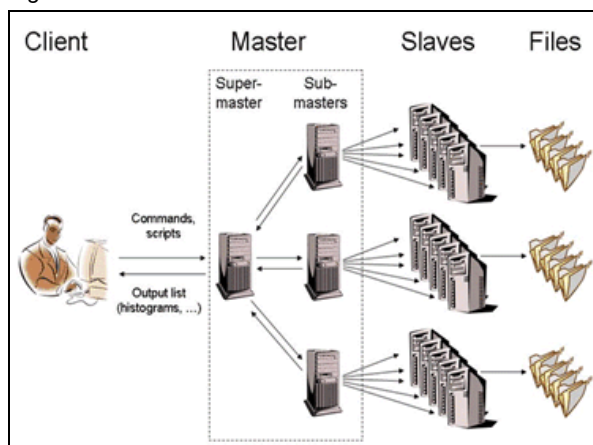 Client Master Slaves Files
Super-
master
Sub-
masters
Commands,
scripts
Output list
(histograms, ...)